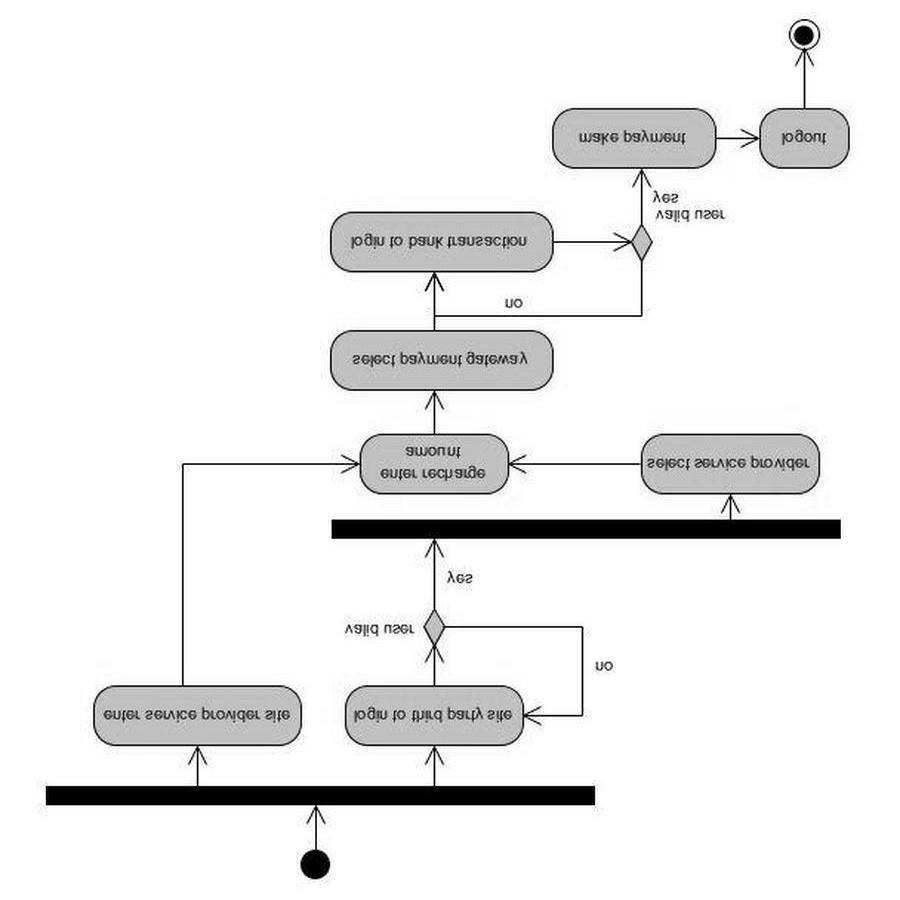 enter service provider site
login to third party site
no
valid user
yes
enter recharge
amount
select service provider
select payment gateway
no
login to bank transaction
valid user
yes
make payment
logout